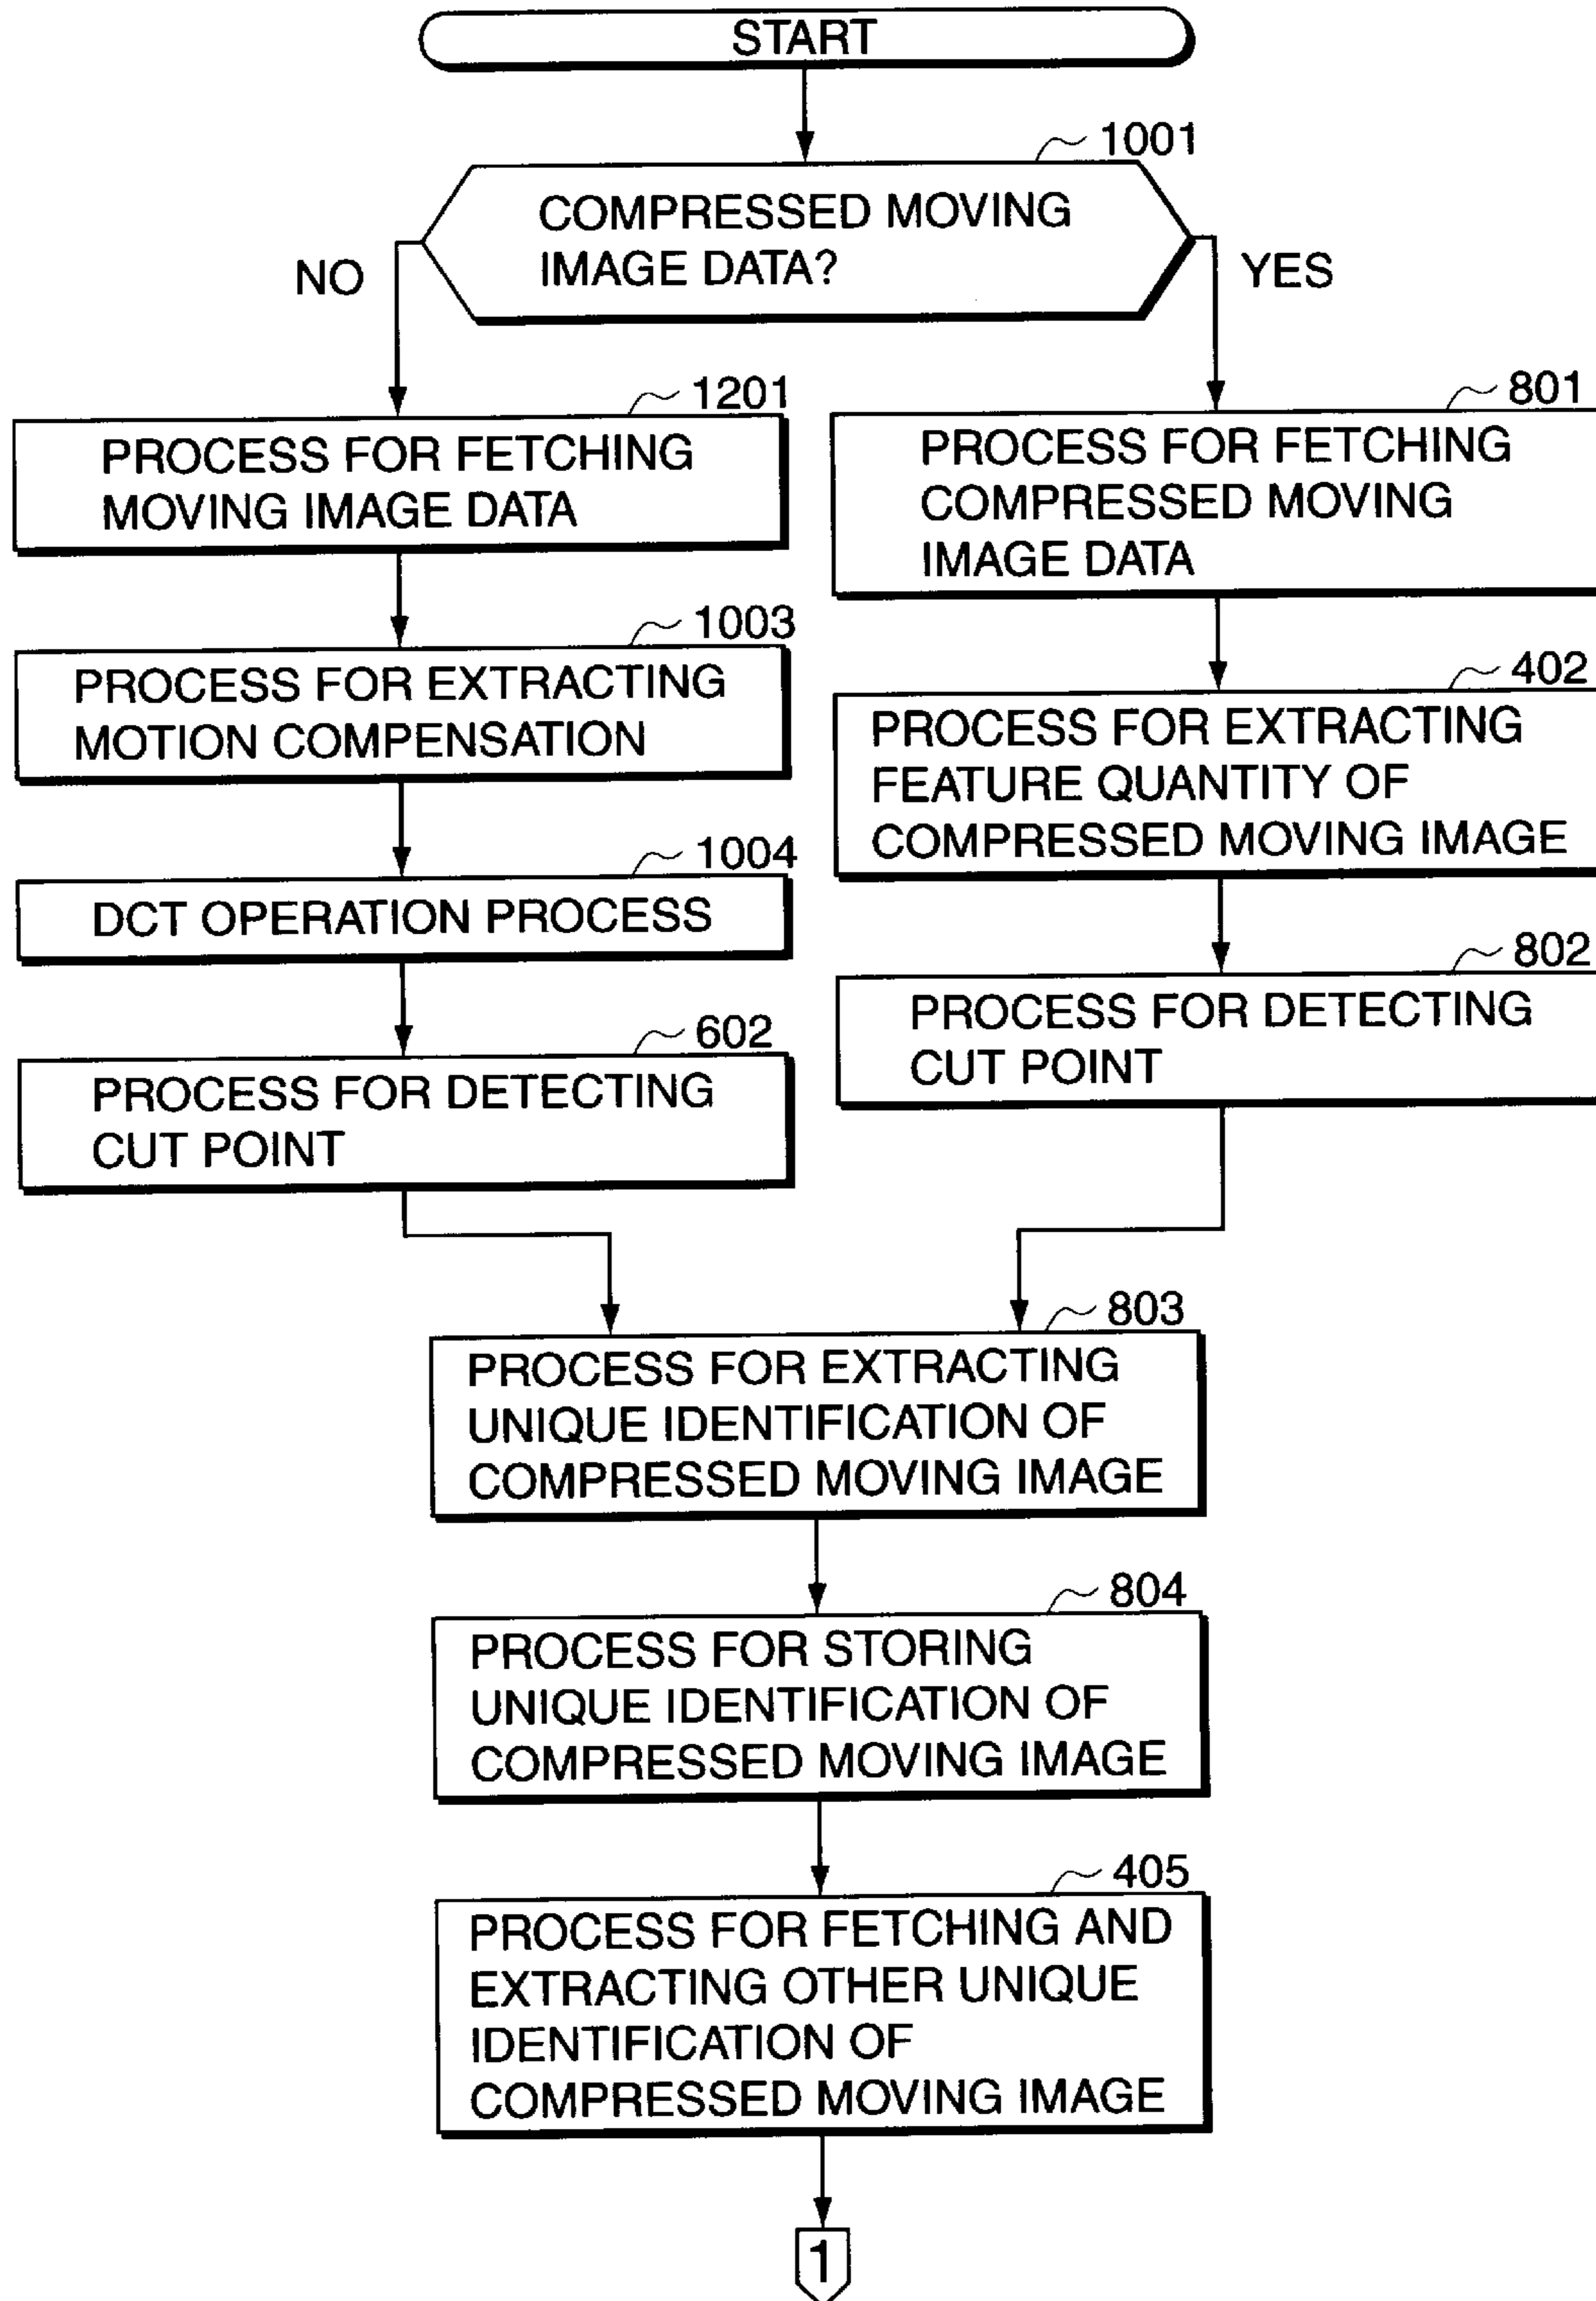 START
1001
COMPRESSED MOVING
IMAGE DATA?
NO
YES
1201
PROCESS FOR FETCHING
MOVING IMAGE DATA
1003
PROCESS FOR EXTRACTING
MOTION COMPENSATION
1004
DCT OPERATION PROCESS
602
PROCESS FOR DETECTING
CUT POINT
801
PROCESS FOR FETCHING
COMPRESSED MOVING
IMAGE DATA
402
PROCESS FOR EXTRACTING
FEATURE QUANTITY OF
COMPRESSED MOVING IMAGE
802
PROCESS FOR DETECTING
CUT POINT
803
PROCESS FOR EXTRACTING
UNIQUE IDENTIFICATION OF
COMPRESSED MOVING IMAGE
804
PROCESS FOR STORING
UNIQUE IDENTIFICATION OF
COMPRESSED MOVING IMAGE
405
PROCESS FOR FETCHING AND
EXTRACTING OTHER UNIQUE
IDENTIFICATION OF
COMPRESSED MOVING IMAGE
1